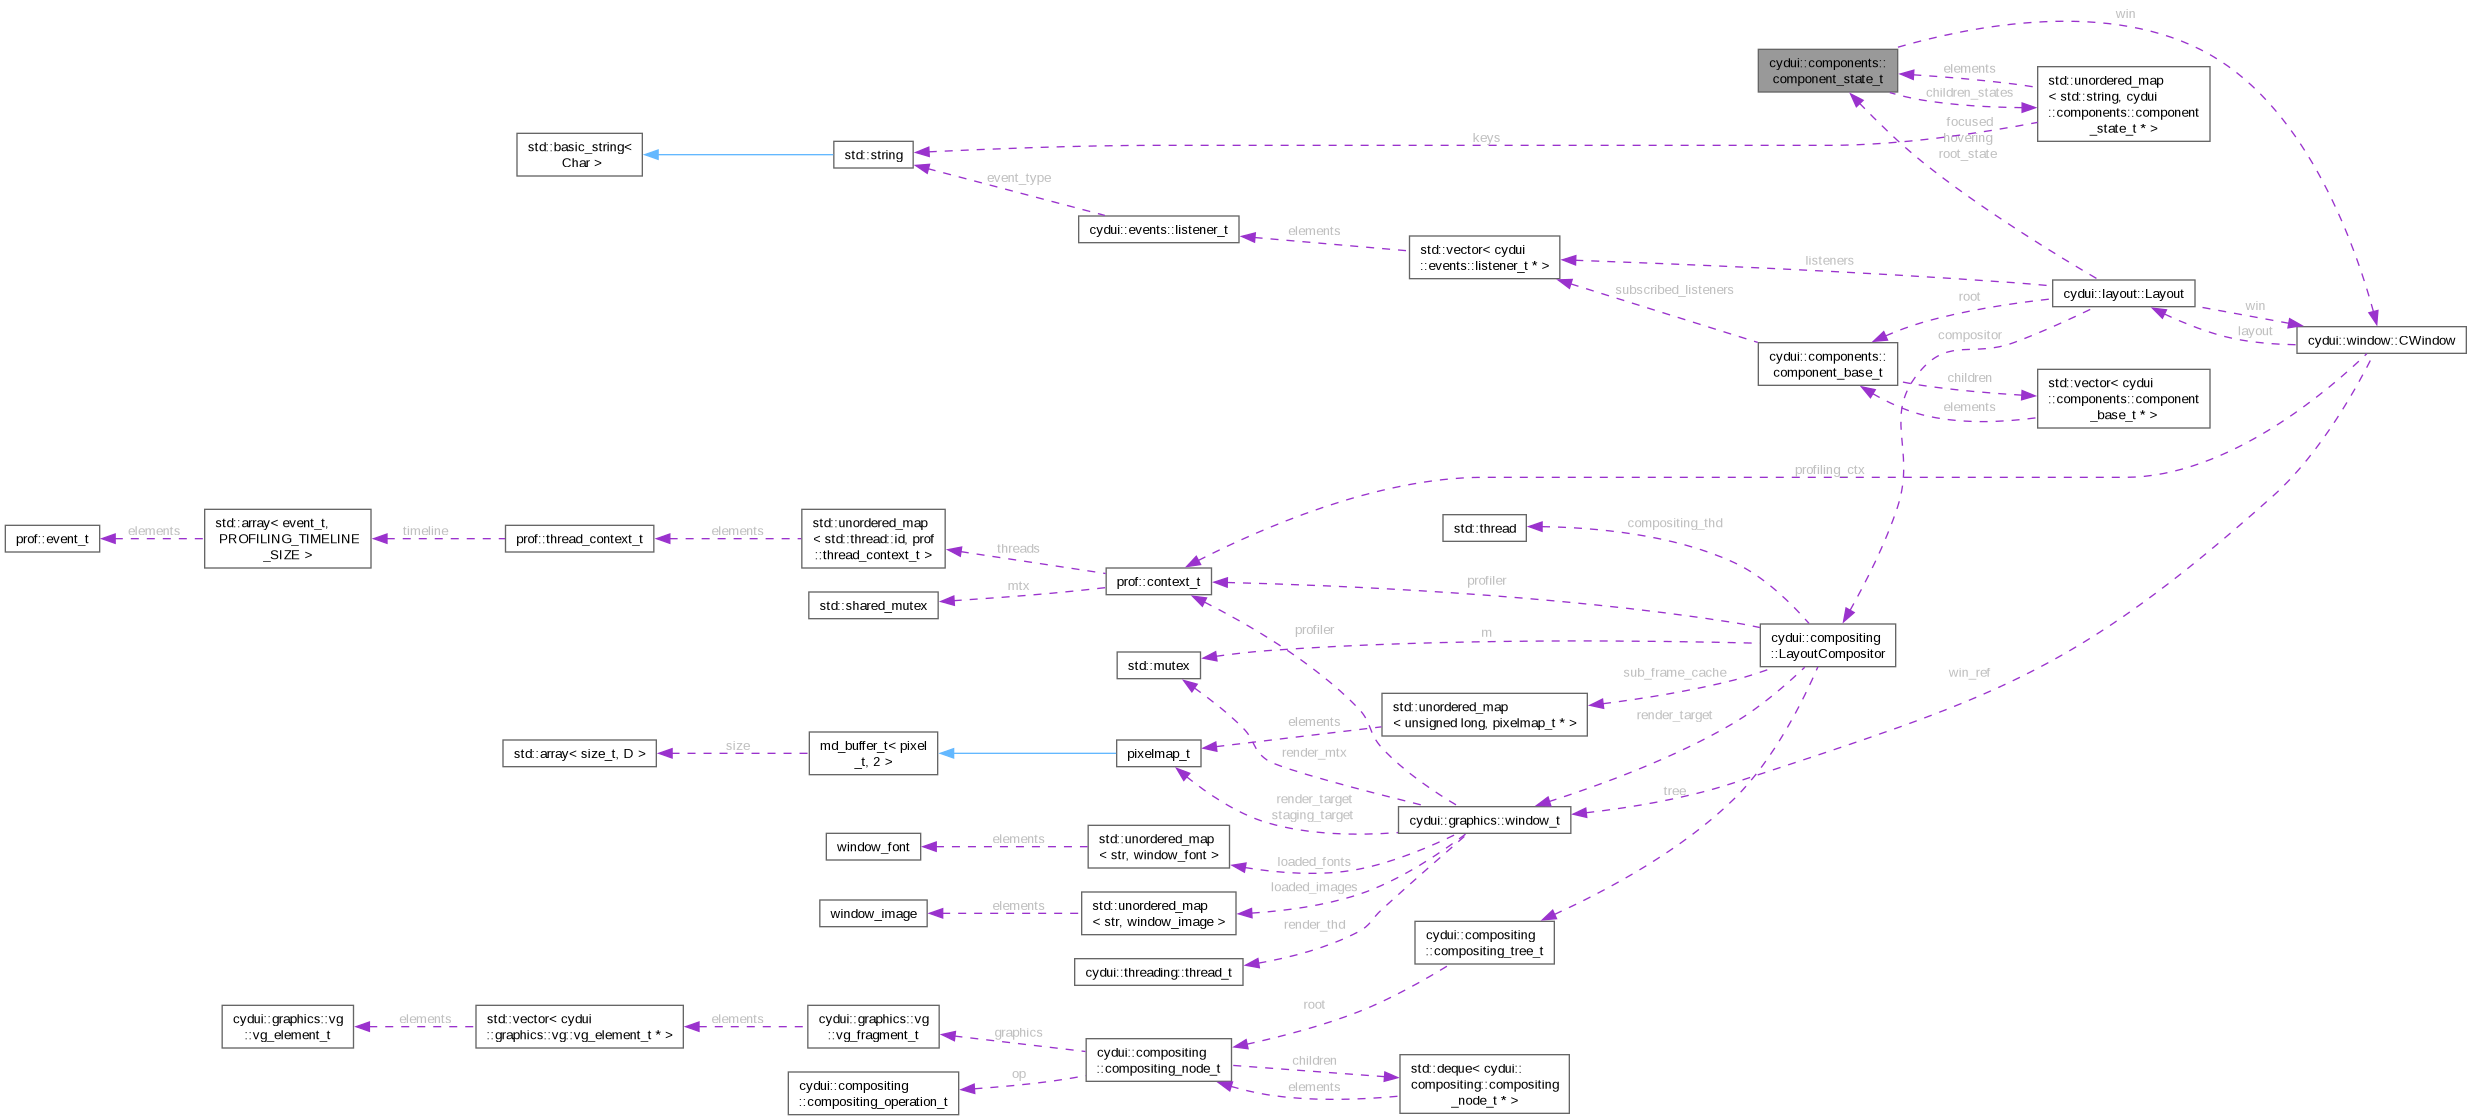 win
cydui::components::
component_state_t
elements
children_states
std::unordered_map
< std::string, cydui
::components::component
_state_t * >
focused
hovering
root_state
keys
std::basic_string<
Char >
std::string
event_type
cydui::events::listener_t
elements
std::vector< cydui
::events::listener_t * >
listeners
subscribed_listeners
cydui::layout::Layout
root
compositor
win
layout
cydui::window::CWindow
cydui::components::
component_base_t
children
elements
std::vector< cydui
::components::component
_base_t * >
profiling_ctx
prof::event_t
elements
std::array< event_t,
PROFILING_TIMELINE
_SIZE >
timeline
prof::thread_context_t
elements
std::unordered_map
< std::thread::id, prof
::thread_context_t >
threads
mtx
std::shared_mutex
prof::context_t
std::thread
compositing_thd
profiler
profiler
m
std::mutex
cydui::compositing
::LayoutCompositor
sub_frame_cache
std::unordered_map
< unsigned long, pixelmap_t * >
elements
render_mtx
render_target
win_ref
std::array< size_t, D >
size
md_buffer_t< pixel
_t, 2 >
pixelmap_t
render_target
staging_target
tree
cydui::graphics::window_t
window_font
elements
std::unordered_map
< str, window_font >
loaded_fonts
window_image
elements
std::unordered_map
< str, window_image >
loaded_images
render_thd
cydui::threading::thread_t
cydui::compositing
::compositing_tree_t
root
cydui::graphics::vg
::vg_element_t
elements
std::vector< cydui
::graphics::vg::vg_element_t * >
elements
cydui::graphics::vg
::vg_fragment_t
graphics
op
cydui::compositing
::compositing_operation_t
cydui::compositing
::compositing_node_t
children
elements
std::deque< cydui::
compositing::compositing
_node_t * >